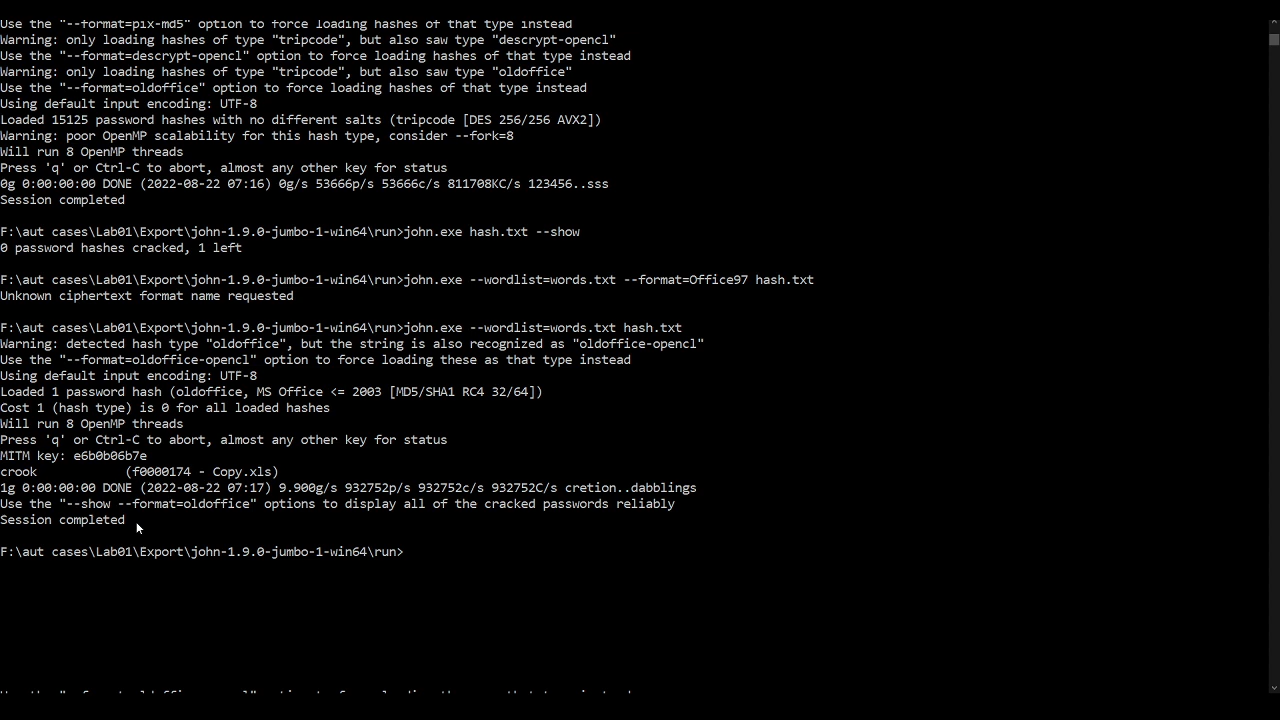 Use the "--format=pix-md5" option to force loading hashes of that type instead
Warning: only loading hashes of type "tripcode", but also saw type "descrypt-opencl"
Use the "--format=descrypt-opencl" option to force loading hashes of that type instead
Warning: only loading hashes of type "tripcode", but also saw type "oldoffice"
Use the "--format=oldoffice" option to force loading hashes of that type instead
Using default input encoding: UTF-8
Loaded 15125 password hashes with no different salts (tripcode [DES 256/256 AVX2])
Warning: poor OpenMP scalability for this hash type, consider --fork=8
Will run 8 OpenMP threads
Press 'q' or Ctrl-C to abort, almost any other key for status
0g 0:00:00:00 DONE (2022-08-22 07:16) 0g/s 53666p/s 53666c/s 811708KC/s 123456..sss
Session completed
F:\aut cases\Lab01\Export\john-1.9.0-jumbo-1-win64\run>john.exe hash.txt --show
0 password hashes cracked, 1 left
F:\aut cases\Lab01\Export\john-1.9.0-jumbo-1-win64\run>john.exe --wordlist=words.txt --format=Office97 hash.txt
Unknown ciphertext format name requested
F:\aut cases\Lab01\Export\john-1.9.0-jumbo-1-win64\run>john.exe --wordlist=words.txt hash.txt
Warning: detected hash type "oldoffice", but the string is also recognized as "oldoffice-opencl"
Use the "--format=oldoffice-opencl" option to force loading these as that type instead
Using default input encoding: UTF-8
Loaded 1 password hash (oldoffice, MS Office <= 2003 [MD5/SHA1 RC4 32/64])
Cost 1 (hash type) is 0 for all loaded hashes
Will run 8 OpenMP threads
Press 'q' or Ctrl-C to abort, almost any other key for status
MITM key: e6b0b06b7e
crook           (f0000174 - Copy.xls)
1g 0:00:00:00 DONE (2022-08-22 07:17) 9.900g/s 932752p/s 932752c/s 932752C/s cretion..dabblings
Use the "--show --format=oldoffice" options to display all of the cracked passwords reliably
Session completed
F:\aut cases\Lab01\Export\john-1.9.0-jumbo-1-win64\run>